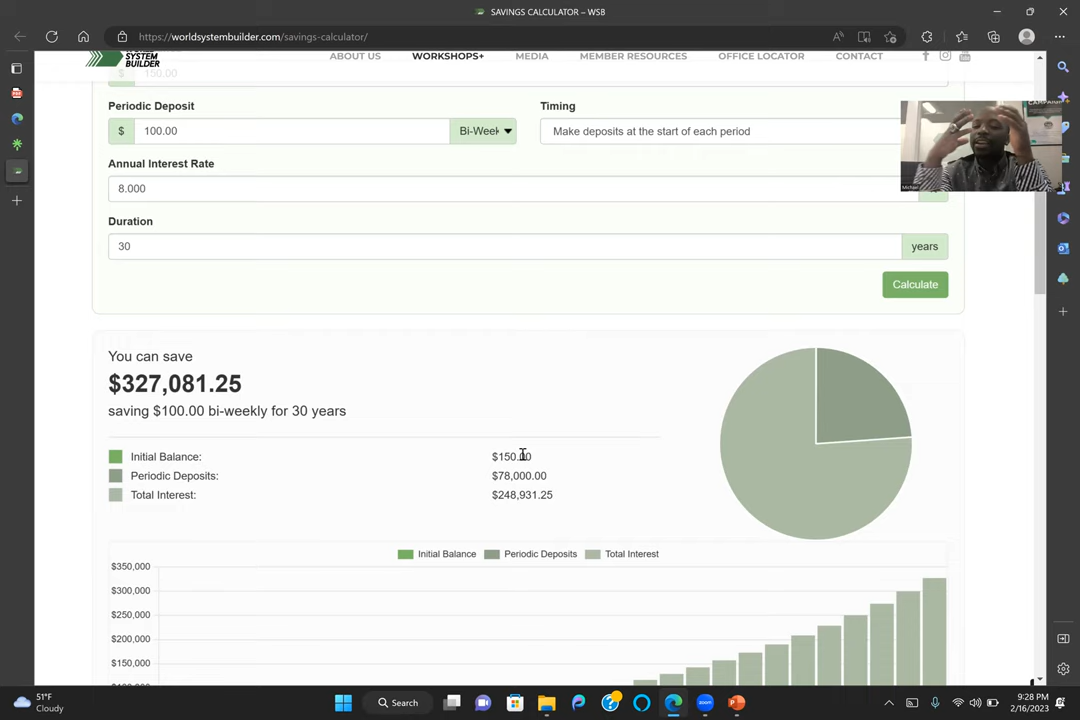 SAVINGS CALCULATOR – WSB
https://worldsystembuilder.com/savings-calculator/
SYSTEM
BUILDER
ABOUT US
WORKSHOPS+
MEDIA
MEMBER RESOURCES
OFFICE LOCATOR
CONTACT
$ 150.00
Periodic Deposit
Timing
$ 100.00
Bi-Week
Make deposits at the start of each period
Annual Interest Rate
8.000
Duration
30
years
Calculate
You can save
$327,081.25
saving $100.00 bi-weekly for 30 years
Initial Balance: $150.00
Periodic Deposits: $78,000.00
Total Interest: $248,931.25
Initial Balance Periodic Deposits Total Interest
$350,000
$300,000
$250,000
$200,000
$150,000
51°F
Cloudy
Search
9:28 PM
2/16/2023